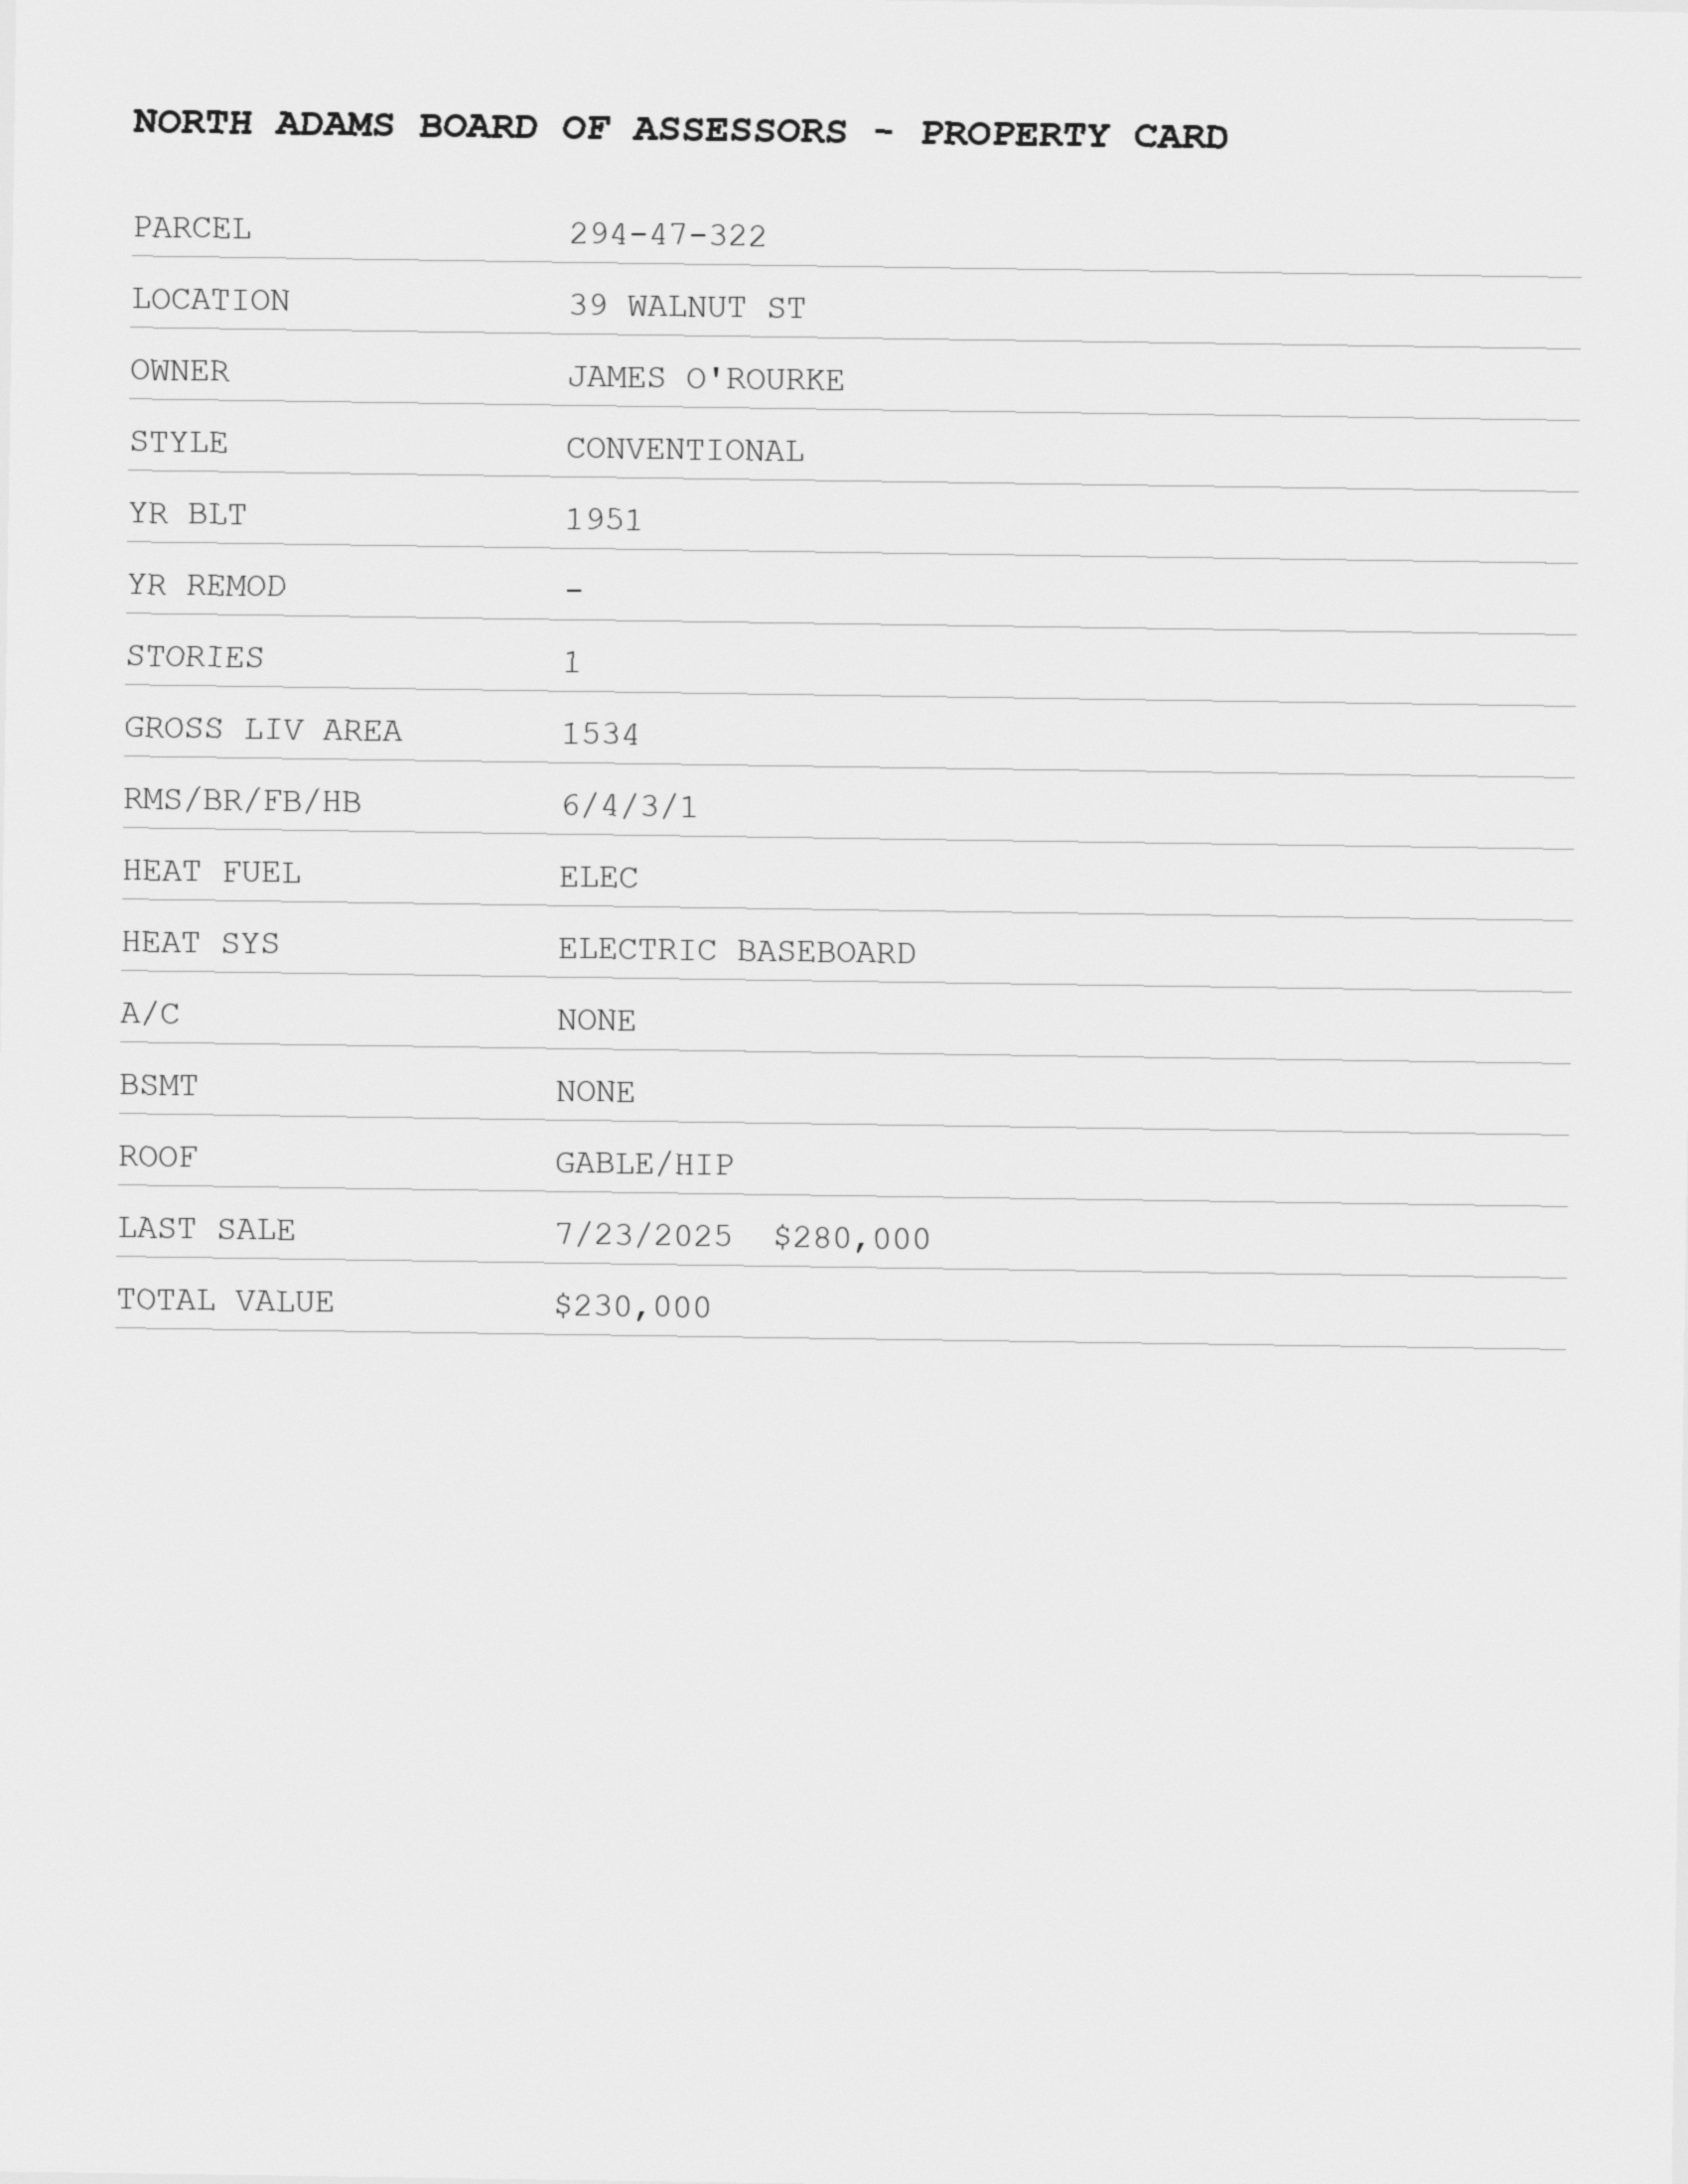 NORTH ADAMS BOARD OF ASSESSORS - PROPERTY CARD
PARCEL 294-47-322
LOCATION 39 WALNUT ST
OWNER JAMES O'ROURKE
STYLE CONVENTIONAL
YR BLT 1951
YR REMOD -
STORIES 1
GROSS LIV AREA 1534
RMS/BR/FB/HB 6/4/3/1
HEAT FUEL ELEC
HEAT SYS ELECTRIC BASEBOARD
A/C NONE
BSMT NONE
ROOF GABLE/HIP
LAST SALE 7/23/2025 $280,000
TOTAL VALUE $230,000